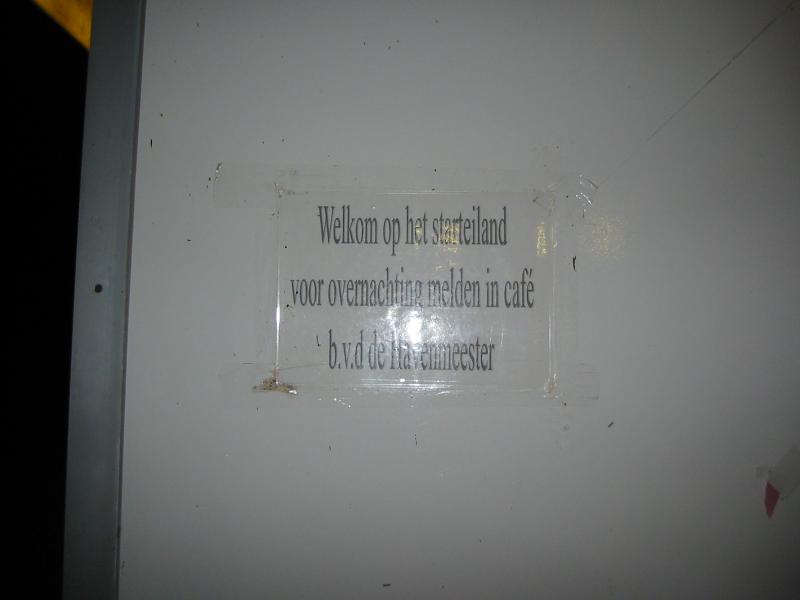 Welkom op het starteiland
voor overnachting melden in café
b.v.d de Havenmeester